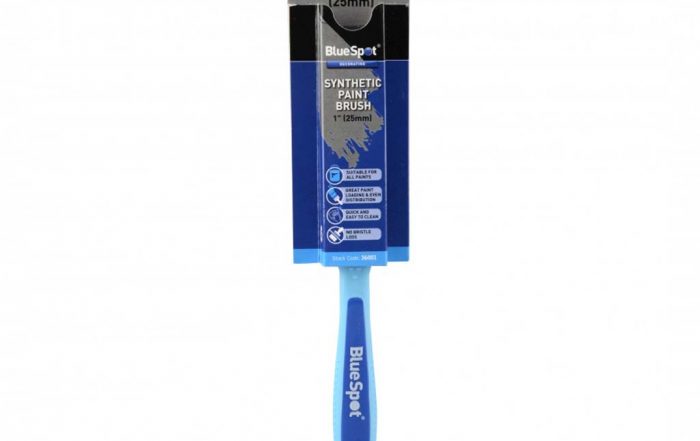 (25mm)
BlueSpot®
DECORATING
SYNTHETIC
PAINT
BRUSH
1" (25mm)
SUITABLE FOR
ALL PAINTS
GREAT PAINT
LOADING & EVEN
DISTRIBUTION
QUICK AND
EASY TO CLEAN
NO BRISTLE
LOSS
Stock Code: 36001
BlueSpot®